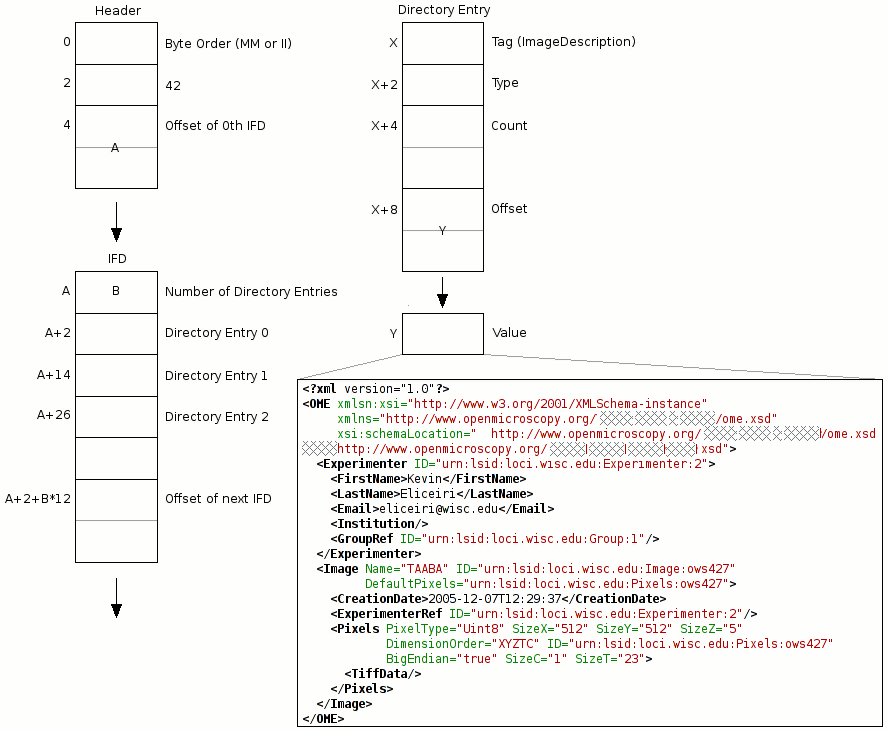 Header
0
Byte Order (MM or II)
2
42
4
Offset of 0th IFD
A
IFD
A
B
Number of Directory Entries
A+2
Directory Entry 0
A+14
Directory Entry 1
A+26
Directory Entry 2
A+2+B*12
Offset of next IFD
Directory Entry
X
Tag (ImageDescription)
X+2
Type
X+4
Count
X+8
Offset
Y
Y
Value
<?xml version="1.0"?>
<OME xmlsn:xsi="http://www.w3.org/2001/XMLSchema-instance"
xmlns="http://www.openmicroscopy.org/ /ome.xsd"
xsi:schemaLocation=" http://www.openmicroscopy.org/ /ome.xsd
http://www.openmicroscopy.org/ xsd">
<Experimenter ID="urn:lsid:loci.wisc.edu:Experimenter:2">
<FirstName>Kevin</FirstName>
<LastName>Eliceiri</LastName>
<Email>eliceiri@wisc.edu</Email>
<Institution/>
<GroupRef ID="urn:lsid:loci.wisc.edu:Group:1"/>
</Experimenter>
<Image Name="TAABA" ID="urn:lsid:loci.wisc.edu:Image:ows427"
DefaultPixels="urn:lsid:loci.wisc.edu:Pixels:ows427">
<CreationDate>2005-12-07T12:29:37</CreationDate>
<ExperimenterRef ID="urn:lsid:loci.wisc.edu:Experimenter:2"/>
<Pixels PixelType="Uint8" SizeX="512" SizeY="512" SizeZ="5"
DimensionOrder="XYZTC" ID="urn:lsid:loci.wisc.edu:Pixels:ows427"
BigEndian="true" SizeC="1" SizeT="23">
<TiffData/>
</Pixels>
</Image>
</OME>